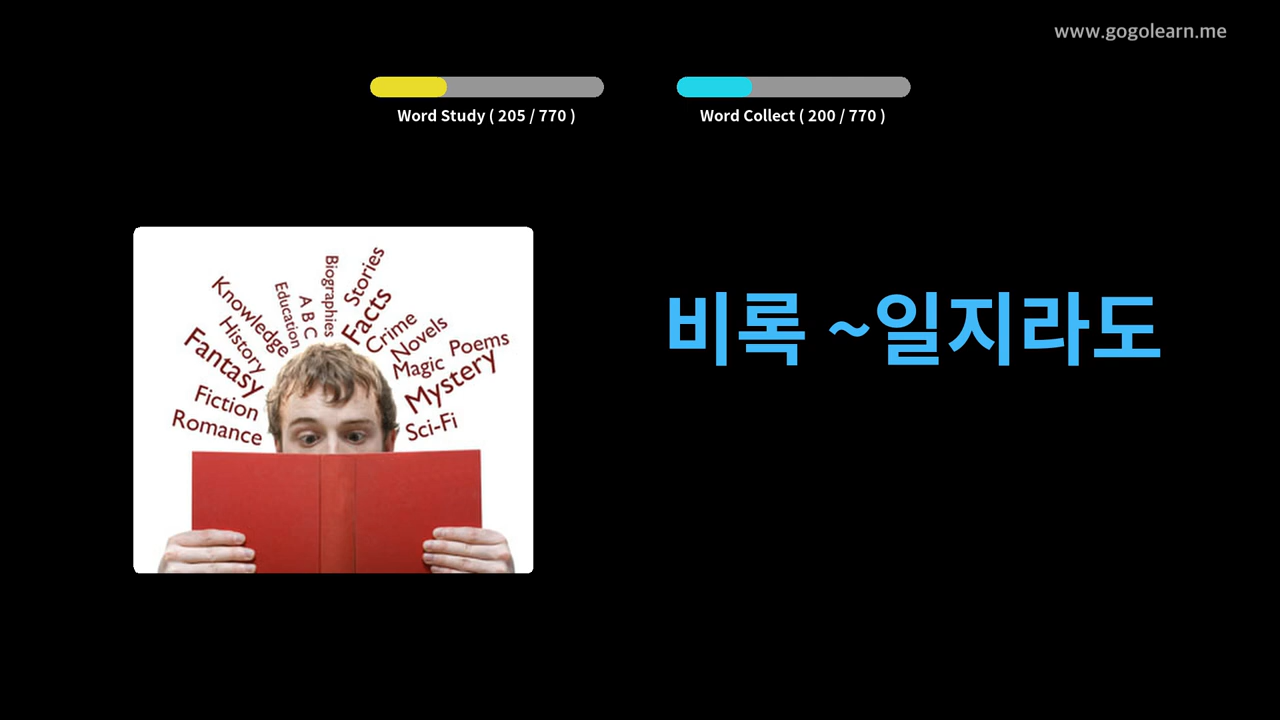 www.gogolearn.me
Word Study ( 205 / 770 )
Word Collect ( 200 / 770 )
Knowledge
History
Fantasy
Fiction
Romance
Education
A B C
Biographies
Stories
Facts
Crime
Novels
Magic
Poems
Mystery
Sci-Fi
비록 ~일지라도